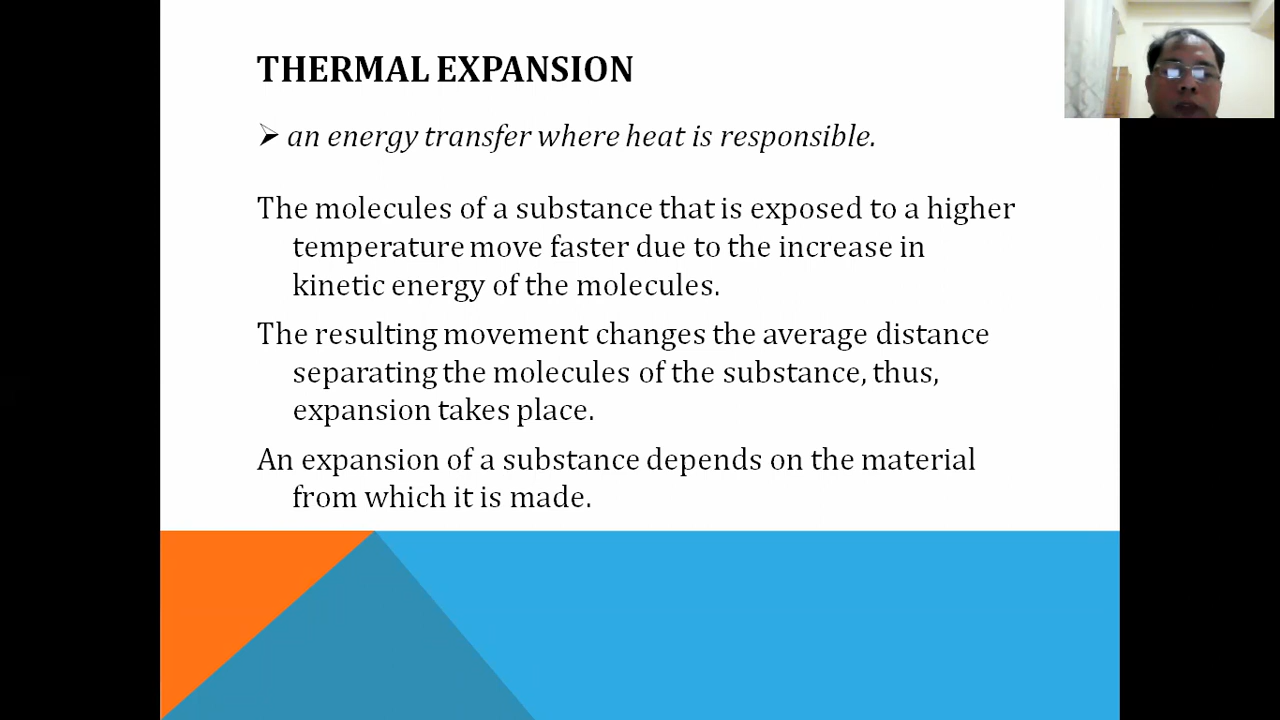 THERMAL EXPANSION
➢ an energy transfer where heat is responsible.
The molecules of a substance that is exposed to a higher
temperature move faster due to the increase in
kinetic energy of the molecules.
The resulting movement changes the average distance
separating the molecules of the substance, thus,
expansion takes place.
An expansion of a substance depends on the material
from which it is made.